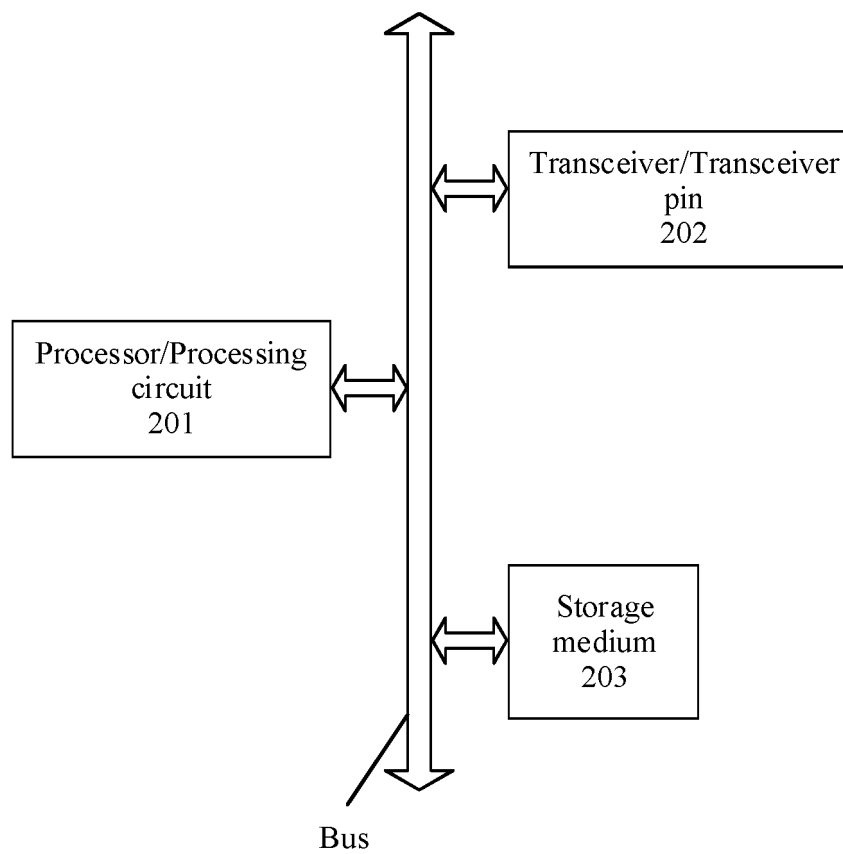 Transceiver/Transceiver
pin
202
Processor/Processing
circuit
201
Storage
medium
203
Bus